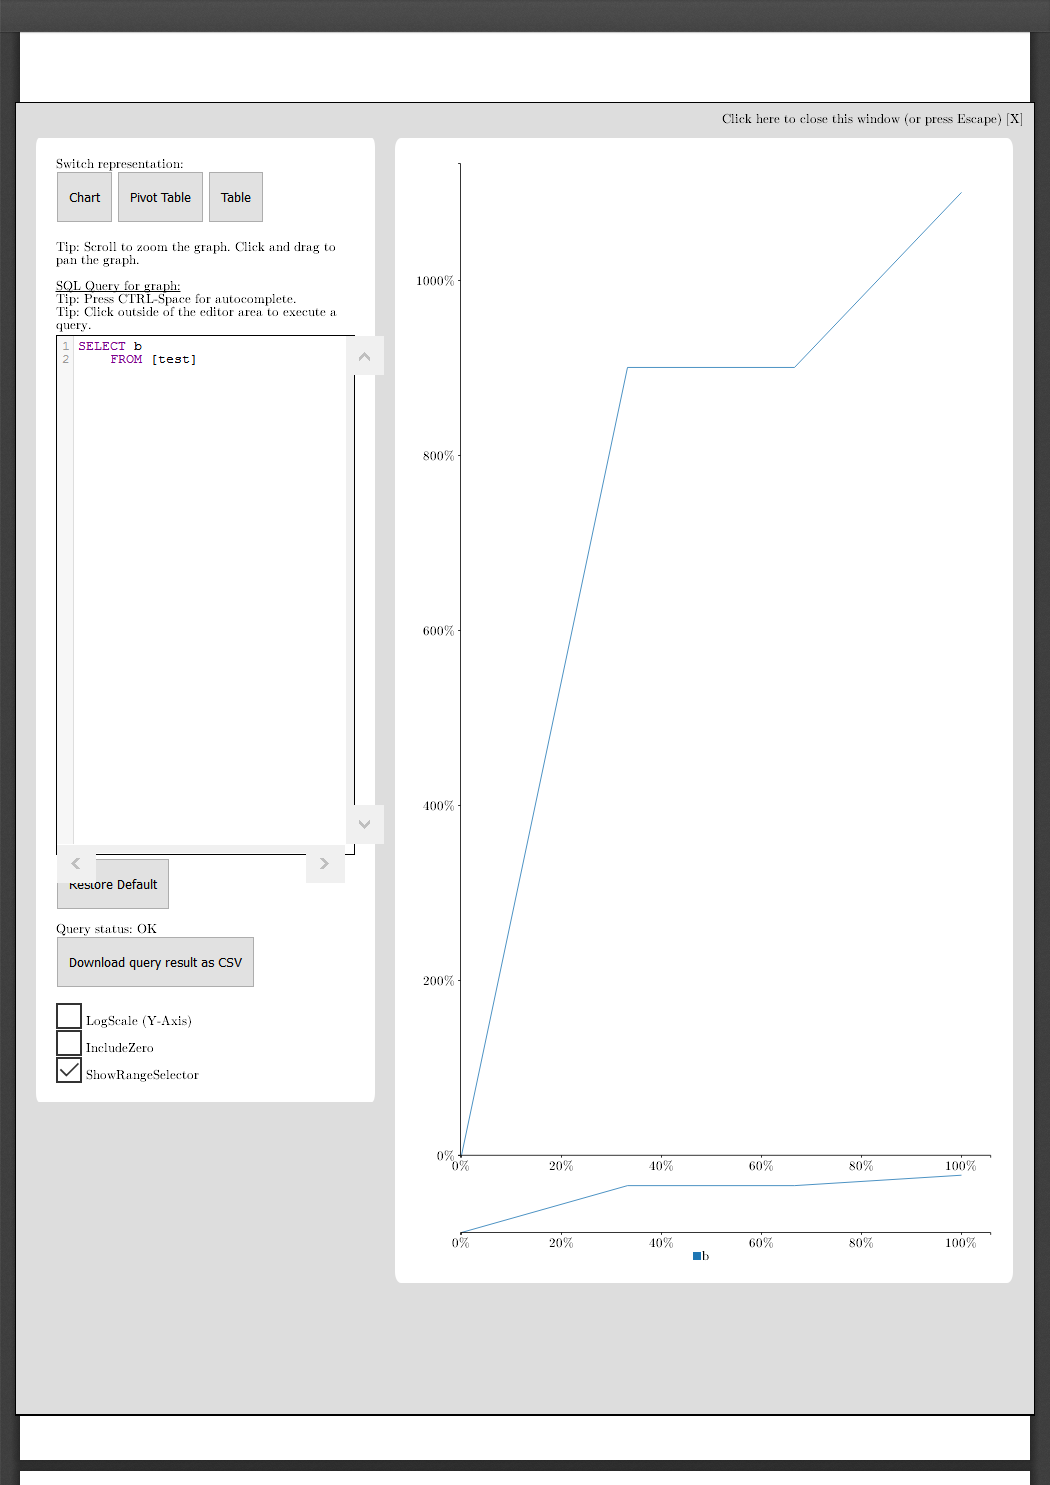 Click here to close this window (or press Escape) [X]
Switch representation:
Chart Pivot Table Table
Tip: Scroll to zoom the graph. Click and drag to
pan the graph.
SQL Query for graph:
Tip: Press CTRL-Space for autocomplete.
Tip: Click outside of the editor area to execute a
query.
1 SELECT b
2 FROM [test]
Restore Default
Query status: OK
Download query result as CSV
LogScale (Y-Axis)
IncludeZero
ShowRangeSelector
1000%
800%
600%
400%
200%
0%
0% 20% 40% 60% 80% 100%
0% 20% 40% 60% 80% 100%
b